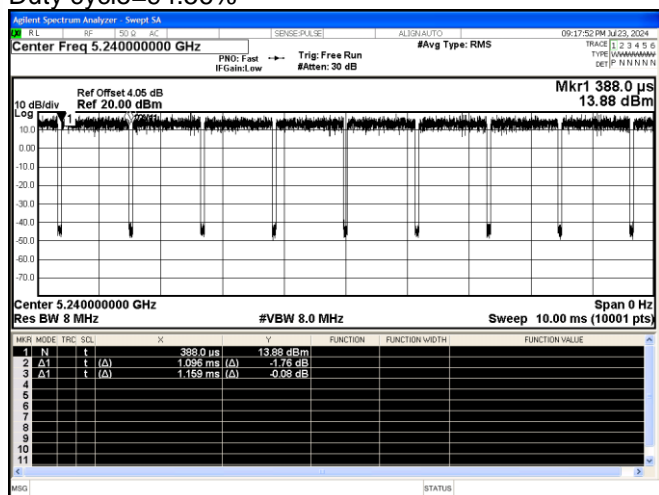 Agilent Spectrum Analyzer - Swept SA
RL RF 50 Ω AC SENSE:PULSE ALIGNAUTO 09:17:52 PM Jul 23, 2024
Center Freq 5.240000000 GHz #Avg Type: RMS TRACE 1 2 3 4 5 6
PNO: Fast Trig: Free Run TYPE
IFGain:Low #Atten: 30 dB DET P N N N N N
Ref Offset 4.05 dB Mkr1 388.0 µs
10 dB/div Ref 20.00 dBm 13.88 dBm
Log
1
10.0
0.00
-10.0
-20.0
-30.0
-40.0
-50.0
-60.0
-70.0
Center 5.240000000 GHz Span 0 Hz
Res BW 8 MHz #VBW 8.0 MHz Sweep 10.00 ms (10001 pts)
MKR MODE TRC SCL X Y FUNCTION FUNCTION WIDTH FUNCTION VALUE
1 N t 388.0 µs 13.88 dBm
2 Δ1 t (Δ) 1.096 ms (Δ) -1.76 dB
3 Δ1 t (Δ) 1.159 ms (Δ) -0.08 dB
4
5
6
7
8
9
10
11
MSG STATUS